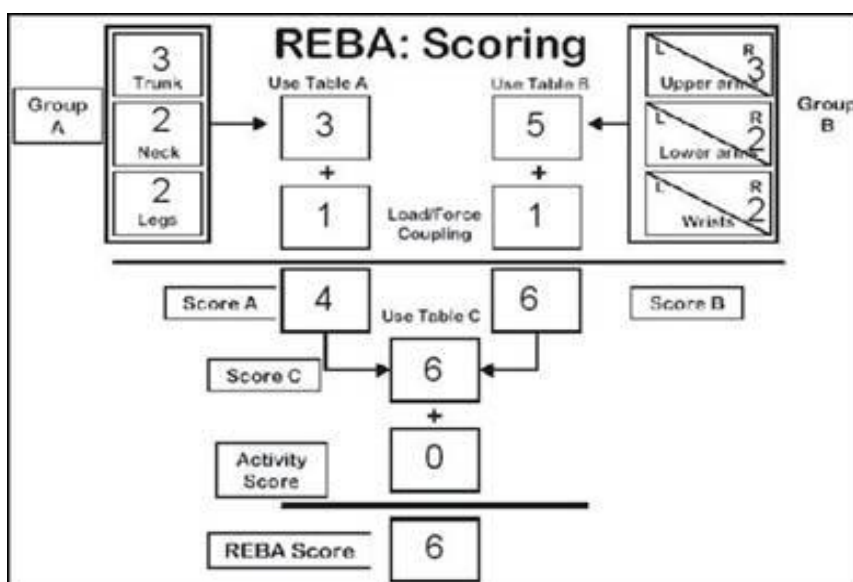 REBA: Scoring
Group
A
3
Trunk
2
Neck
2
Legs
Use Table A
3
+
1
Use Table B
5
+
1
Load/Force
Coupling
L R
3
Upper arms
L R
2
Lower arms
L R
2
Wrists
Group
B
Score A
4
Use Table C
6
Score B
Score C
6
+
Activity
Score
0
REBA Score
6